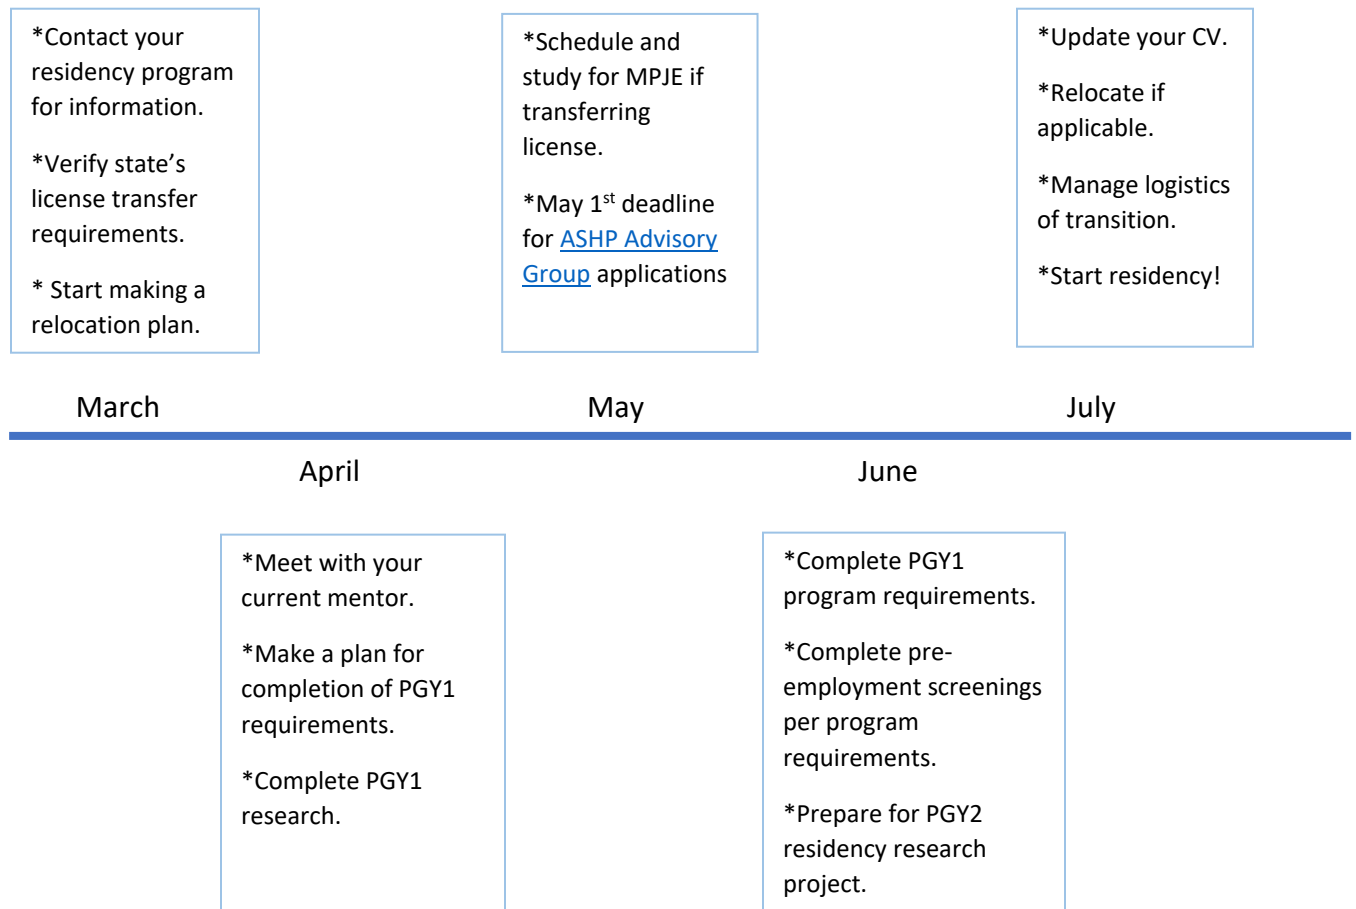 *Contact your
residency program
for information.
*Verify state’s
license transfer
requirements.
* Start making a
relocation plan.
*Schedule and
study for MPJE if
transferring
license.
*May 1st deadline
for ASHP Advisory
Group applications
*Update your CV.
*Relocate if
applicable.
*Manage logistics
of transition.
*Start residency!
March
May
July
April
June
*Meet with your
current mentor.
*Make a plan for
completion of PGY1
requirements.
*Complete PGY1
research.
*Complete PGY1
program requirements.
*Complete pre-
employment screenings
per program
requirements.
*Prepare for PGY2
residency research
project.